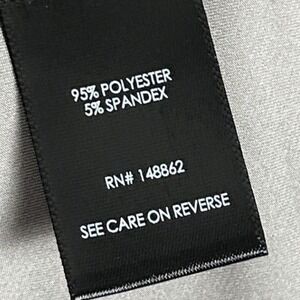 95% POLYESTER
5% SPANDEX
RN# 148862
SEE CARE ON REVERSE